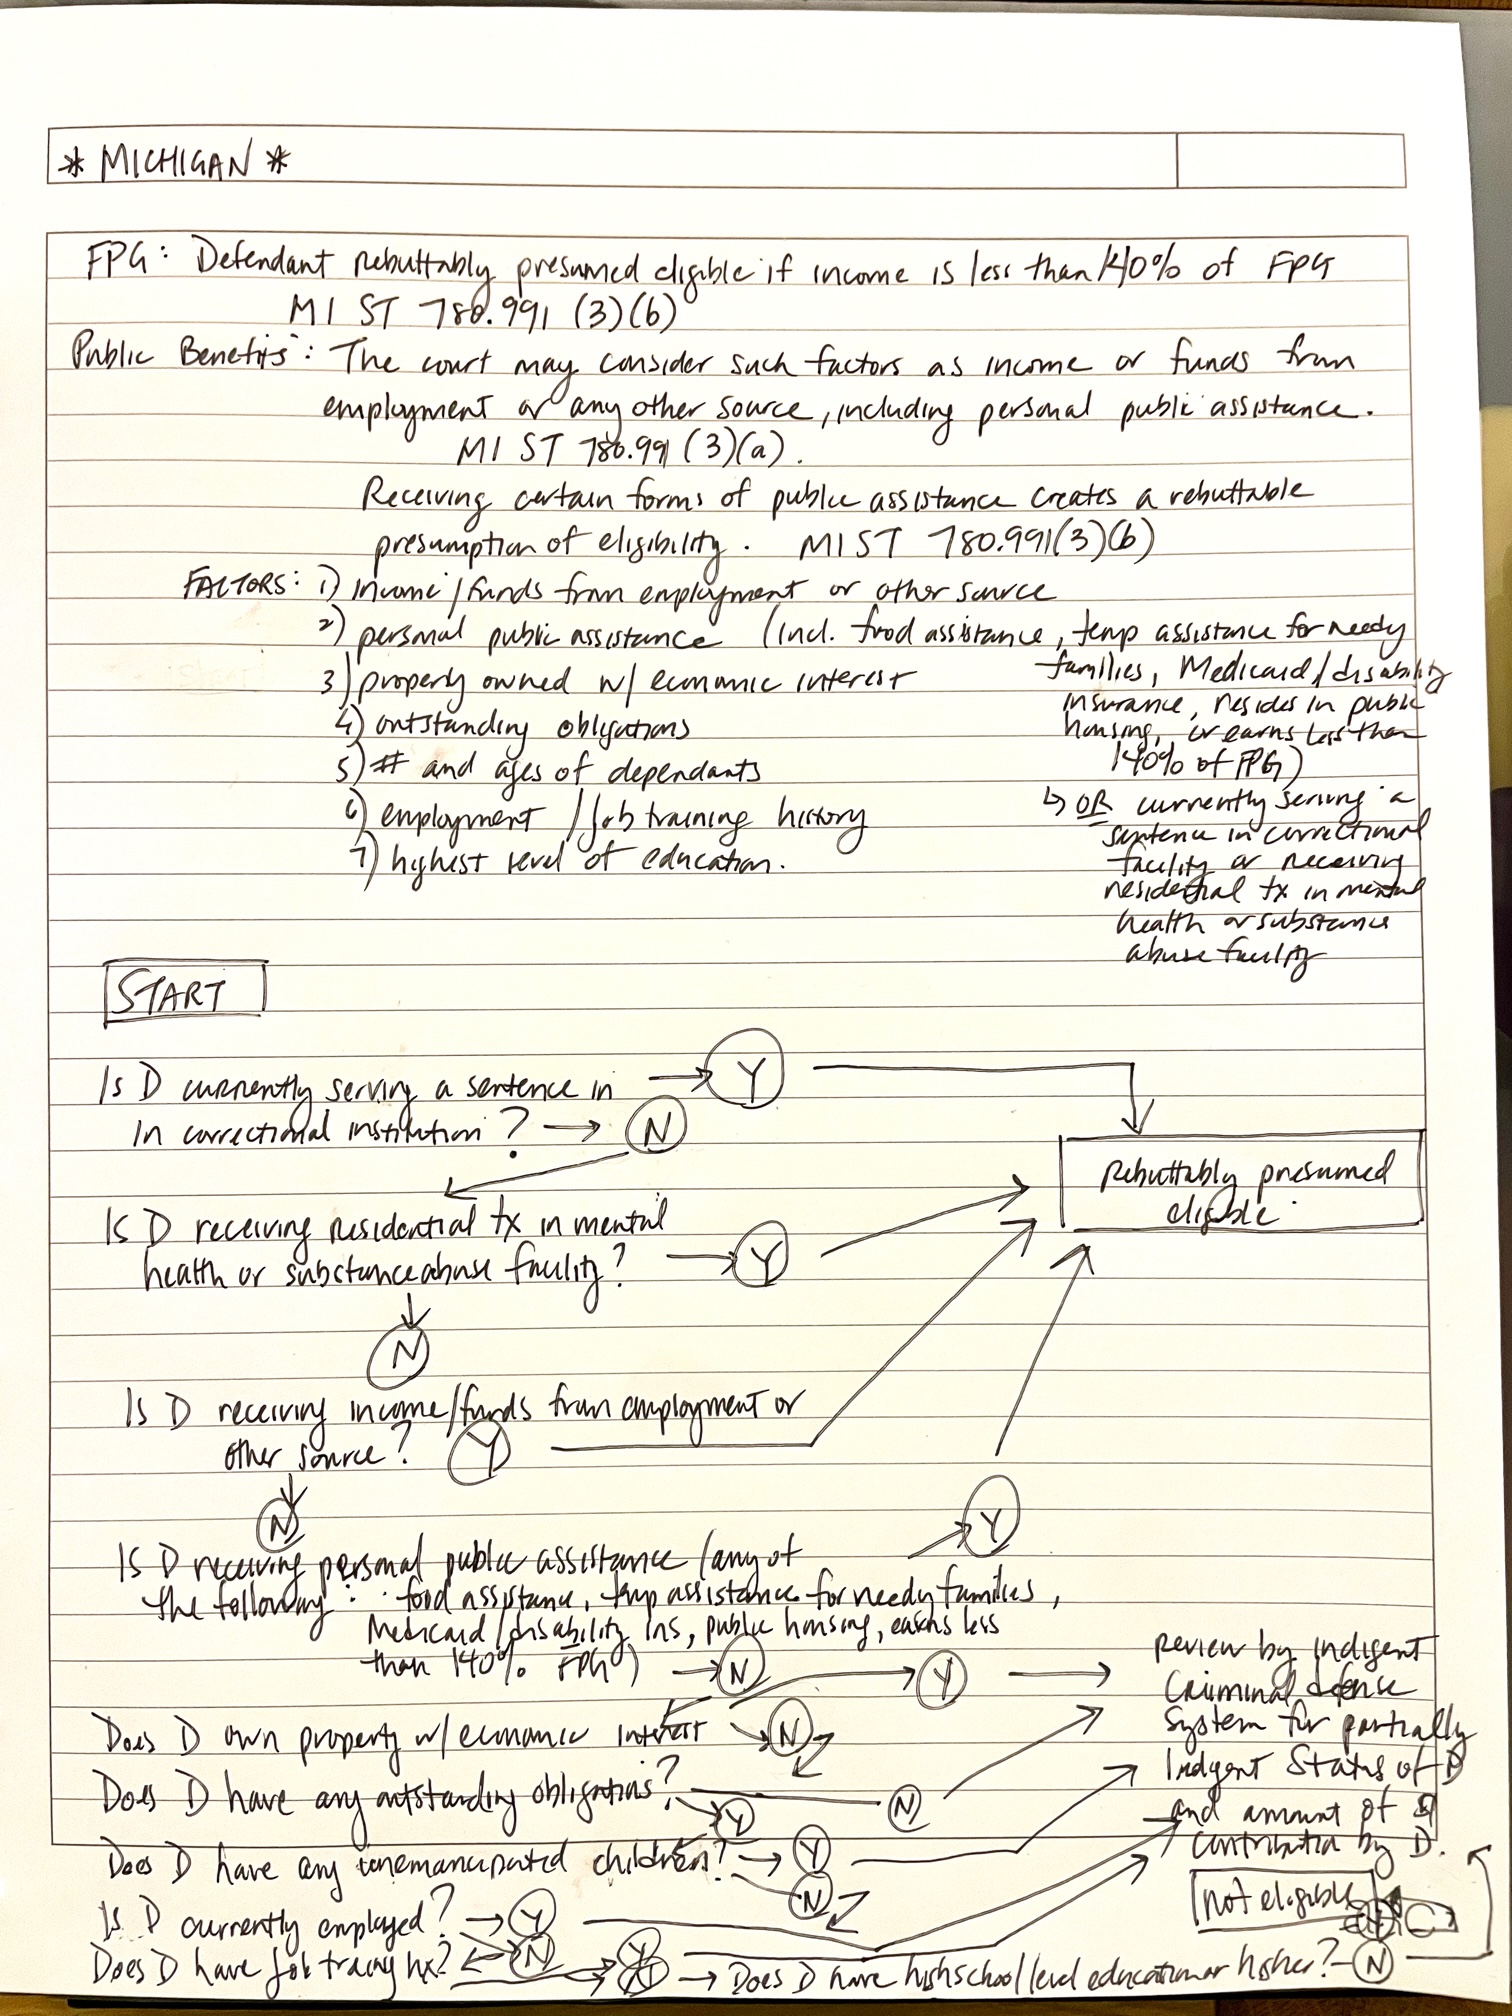 * MICHIGAN *
FPG: Defendant rebuttably presumed eligible if income is less than 140% of FPG
MI ST 780.991 (3)(b)
Public Benefits: The court may consider such factors as income or funds from
employment or any other source, including personal public assistance.
MI ST 780.991 (3)(a).
Receiving certain forms of public assistance creates a rebuttable
presumption of eligibility. MI ST 780.991(3)(b)
FACTORS: 1) income/funds from employment or other source
2) personal public assistance (incl. food assistance, temp assistance for needy
families, Medicaid/disability
insurance, resides in public
housing, or earns less than
140% of FPG)
↳ OR currently serving a
sentence in correctional
facility or receiving
residential tx in mental
health or substance
abuse facility
3) property owned w/ economic interest
4) outstanding obligations
5) # and ages of dependants
6) employment / job training history
7) highest level of education.
START
Is D currently serving a sentence in → Y
in correctional institution? → N
rebuttably presumed
eligible
Is D receiving residential tx in mental
health or substance abuse facility? → Y
N
Is D receiving income/funds from employment or
other source? Y
N
Is D receiving personal public assistance (any of → Y
the following: food assistance, temp assistance for needy families,
Medicaid/disability ins, public housing, earns less
than 140% FPG) → N
Does D own property w/ economic interest N Y
Does D have any outstanding obligations? N
Y
Does D have any unemancipated children? → Y
N
Is D currently employed? → Y
N
Does D have job traing hx? → Does D have highschool level education or higher? - N
review by indigent
criminal defense
system for partially
indgent status of D
and amount of $
contribution by D.
not eligible